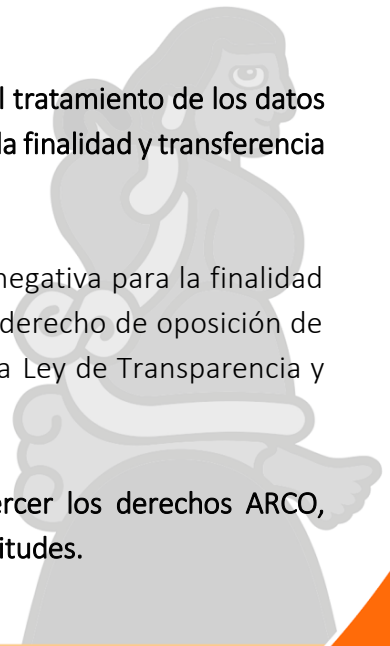 l tratamiento de los datos
la finalidad y transferencia
negativa para la finalidad
derecho de oposición de
a Ley de Transparencia y
ercer los derechos ARCO,
itudes.